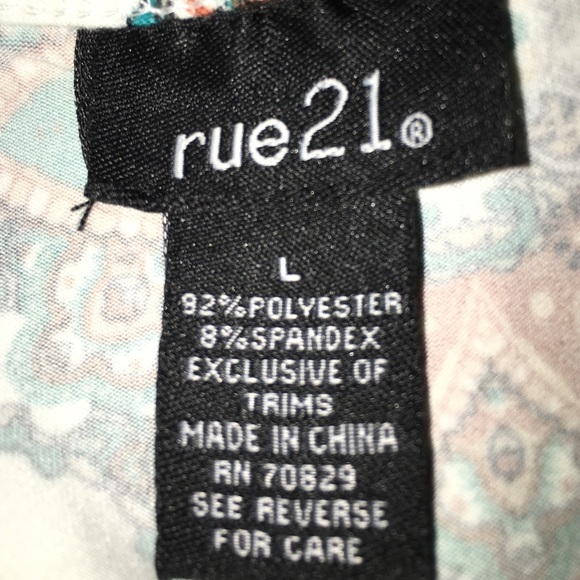 rue21®
L
92%POLYESTER
8%SPANDEX
EXCLUSIVE OF
TRIMS
MADE IN CHINA
RN 70829
SEE REVERSE
FOR CARE